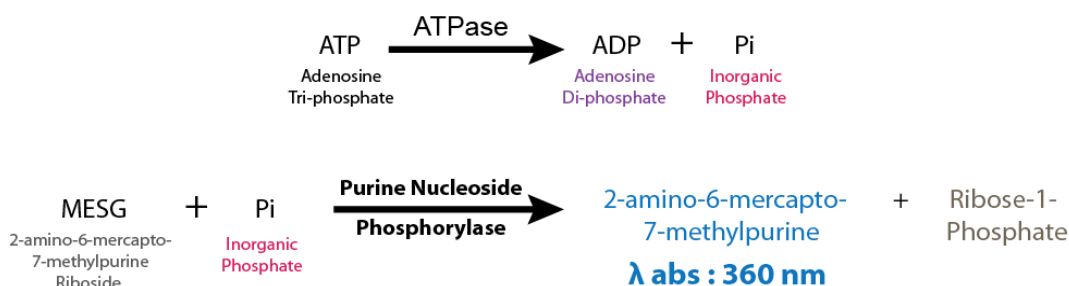 ATPase
ATP
ADP + Pi
Adenosine
Tri-phosphate
Adenosine
Di-phosphate
Inorganic
Phosphate
Purine Nucleoside
Phosphorylase
MESG + Pi
2-amino-6-mercapto-
7-methylpurine
Riboside
Inorganic
Phosphate
2-amino-6-mercapto-
7-methylpurine
+
Ribose-1-
Phosphate
λ abs : 360 nm